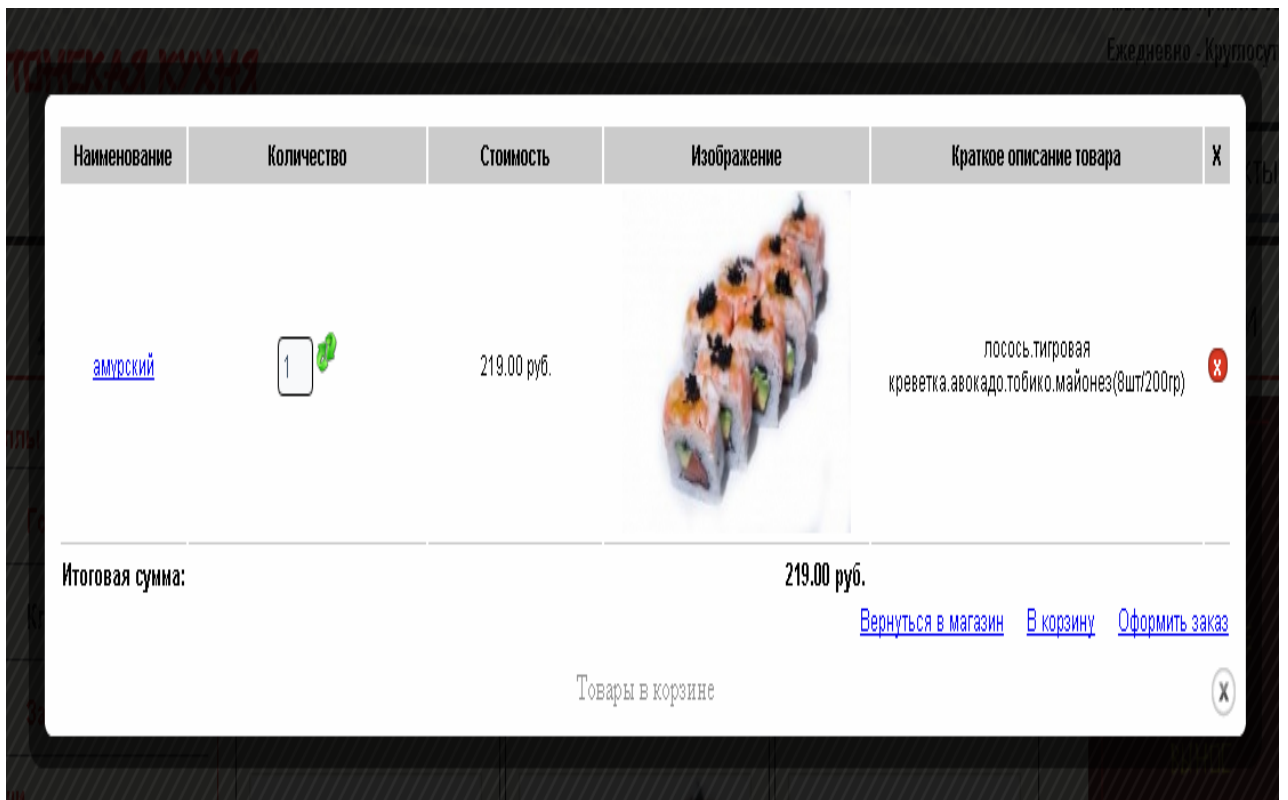 Ежедневно - Круглосут
Наименование Количество Стоимость Изображение Краткое описание товара X
амурский 1 219.00 руб. лосось.тигровая
креветка.авокадо.тобико.майонез(8шт/200гр) x
Итоговая сумма: 219.00 руб.
Вернуться в магазин В корзину Оформить заказ
Товары в корзине X